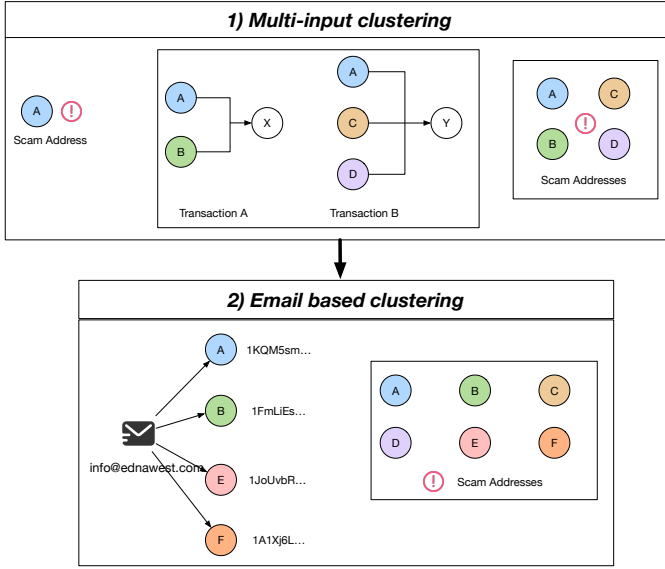 1) Multi-input clustering
A
!
Scam Address
A
B
X
Transaction A
A
C
D
Y
Transaction B
A
C
!
B
D
Scam Addresses
2) Email based clustering
info@ednawest.com
A 1KQM5sm...
B 1FmLiEs...
E 1JoUvbR...
F 1A1Xj6L...
A B C
D E F
! Scam Addresses